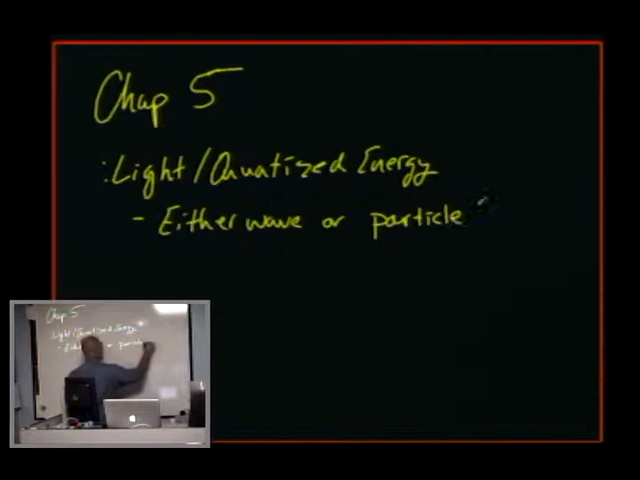 Chap 5
: Light/Quatized Energy
- Either wave or particle